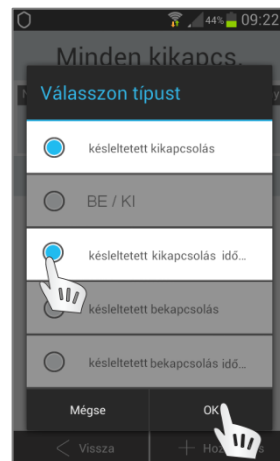 44% 09:22
Minden kikapcs.
Válasszon típust
késleltetett kikapcsolás
BE / KI
késleltetett kikapcsolás idő...
késleltetett bekapcsolás
késleltetett bekapcsolás idő...
Mégse OK
Vissza